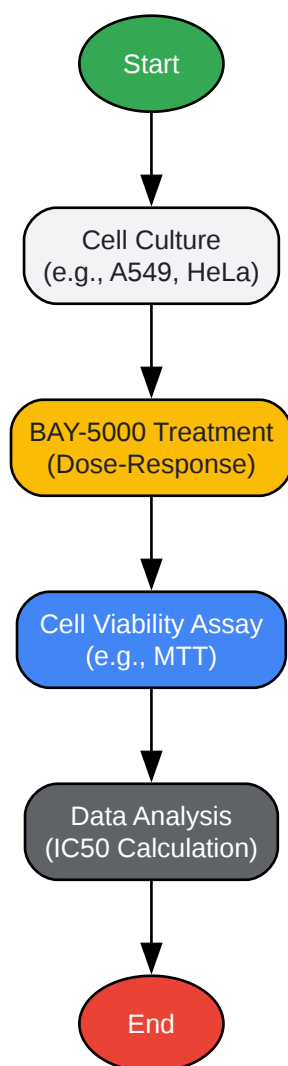 Start
Cell Culture
(e.g., A549, HeLa)
BAY-5000 Treatment
(Dose-Response)
Cell Viability Assay
(e.g., MTT)
Data Analysis
(IC50 Calculation)
End